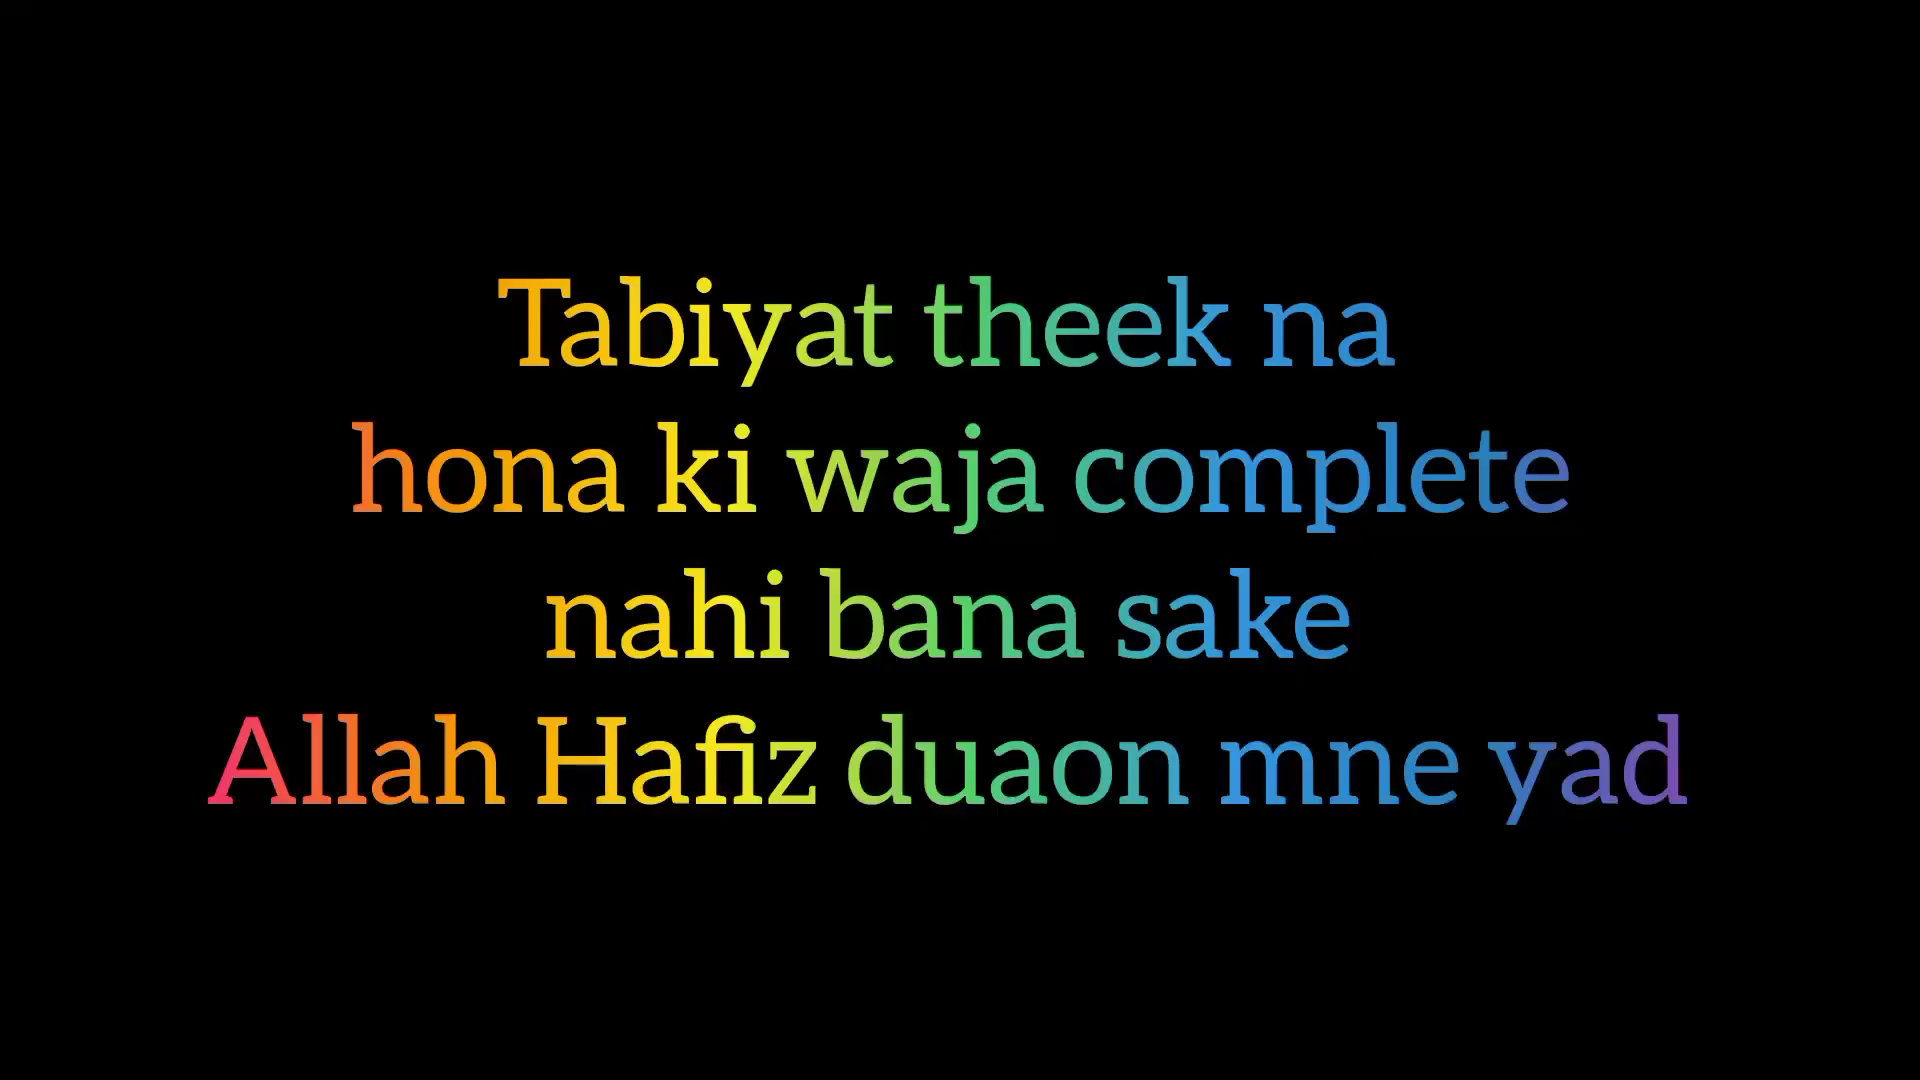 Tabiyat theek na
hona ki waja complete
nahi bana sake
Allah Hafiz duaon mne yad